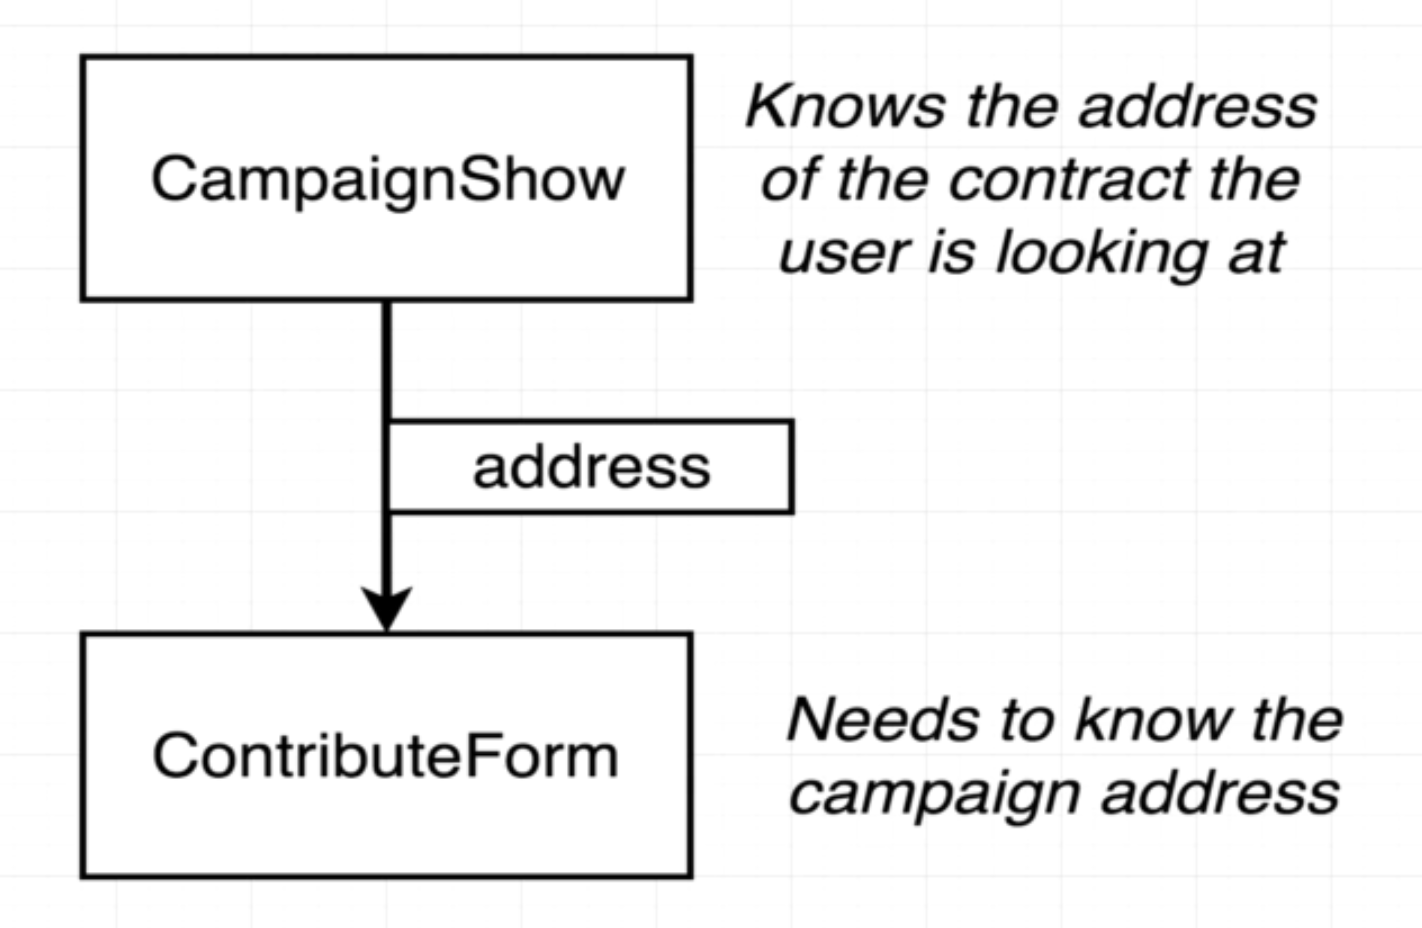 CampaignShow
Knows the address
of the contract the
user is looking at
address
ContributeForm
Needs to know the
campaign address